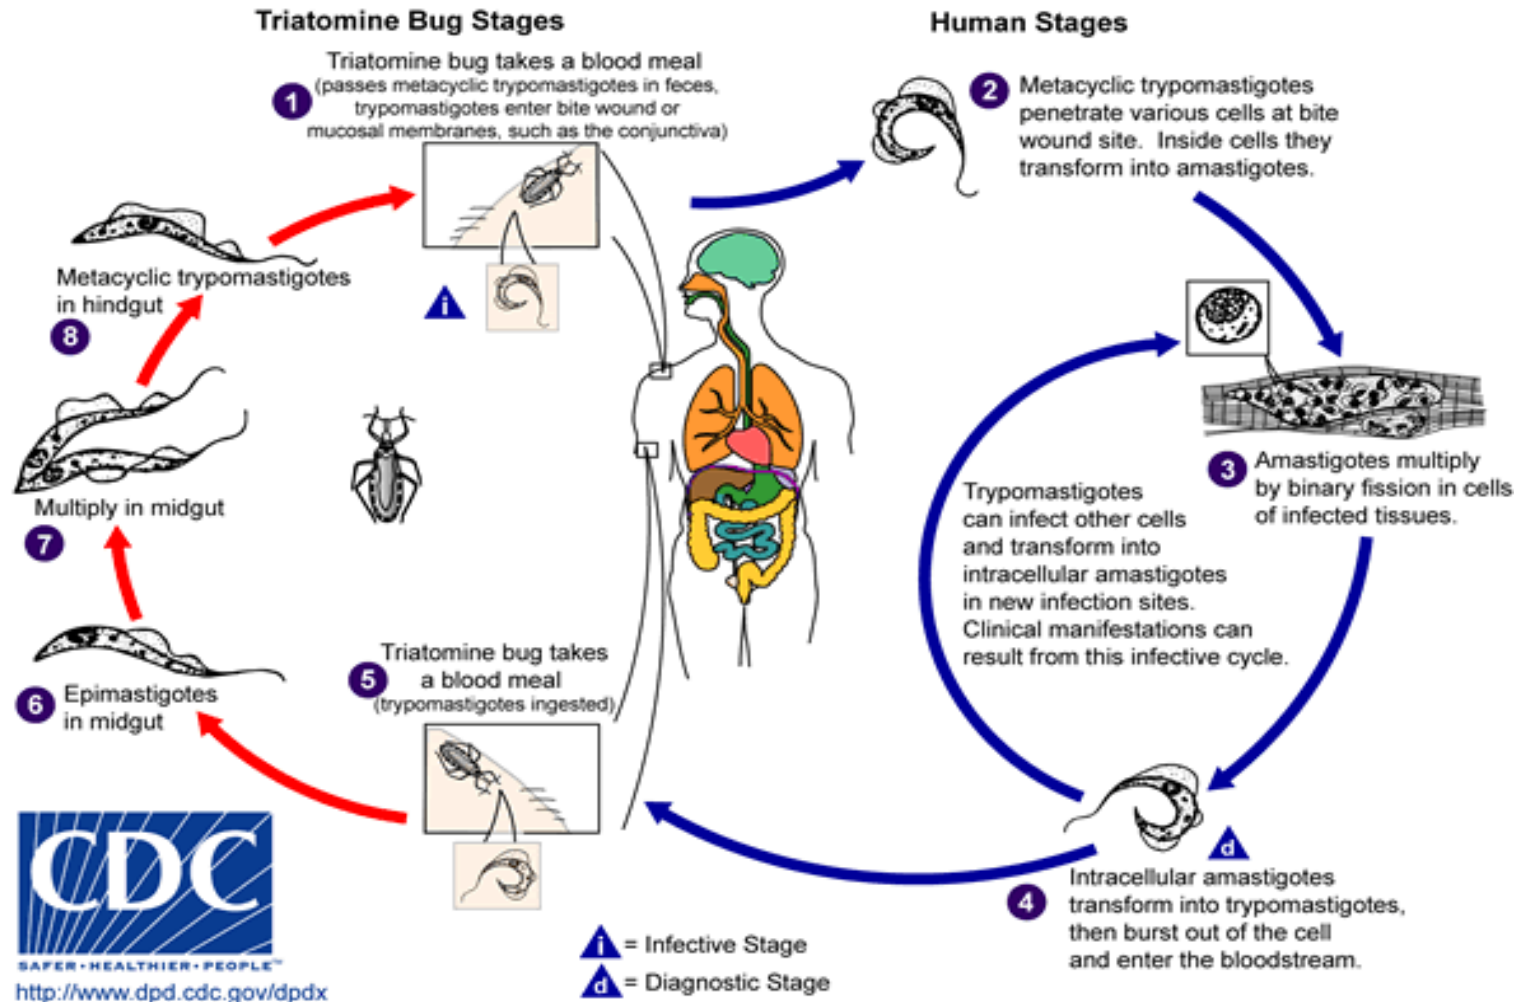 Triatomine Bug Stages
Human Stages
1
Triatomine bug takes a blood meal
(passes metacyclic trypomastigotes in feces,
trypomastigotes enter bite wound or
mucosal membranes, such as the conjunctiva)
i
2
Metacyclic trypomastigotes
penetrate various cells at bite
wound site. Inside cells they
transform into amastigotes.
3
Amastigotes multiply
by binary fission in cells
of infected tissues.
Trypomastigotes
can infect other cells
and transform into
intracellular amastigotes
in new infection sites.
Clinical manifestations can
result from this infective cycle.
d
4
Intracellular amastigotes
transform into trypomastigotes,
then burst out of the cell
and enter the bloodstream.
5
Triatomine bug takes
a blood meal
(trypomastigotes ingested)
6
Epimastigotes
in midgut
Multiply in midgut
7
Metacyclic trypomastigotes
in hindgut
8
i = Infective Stage
d = Diagnostic Stage
CDC
SAFER•HEALTHIER•PEOPLE™
http://www.dpd.cdc.gov/dpdx